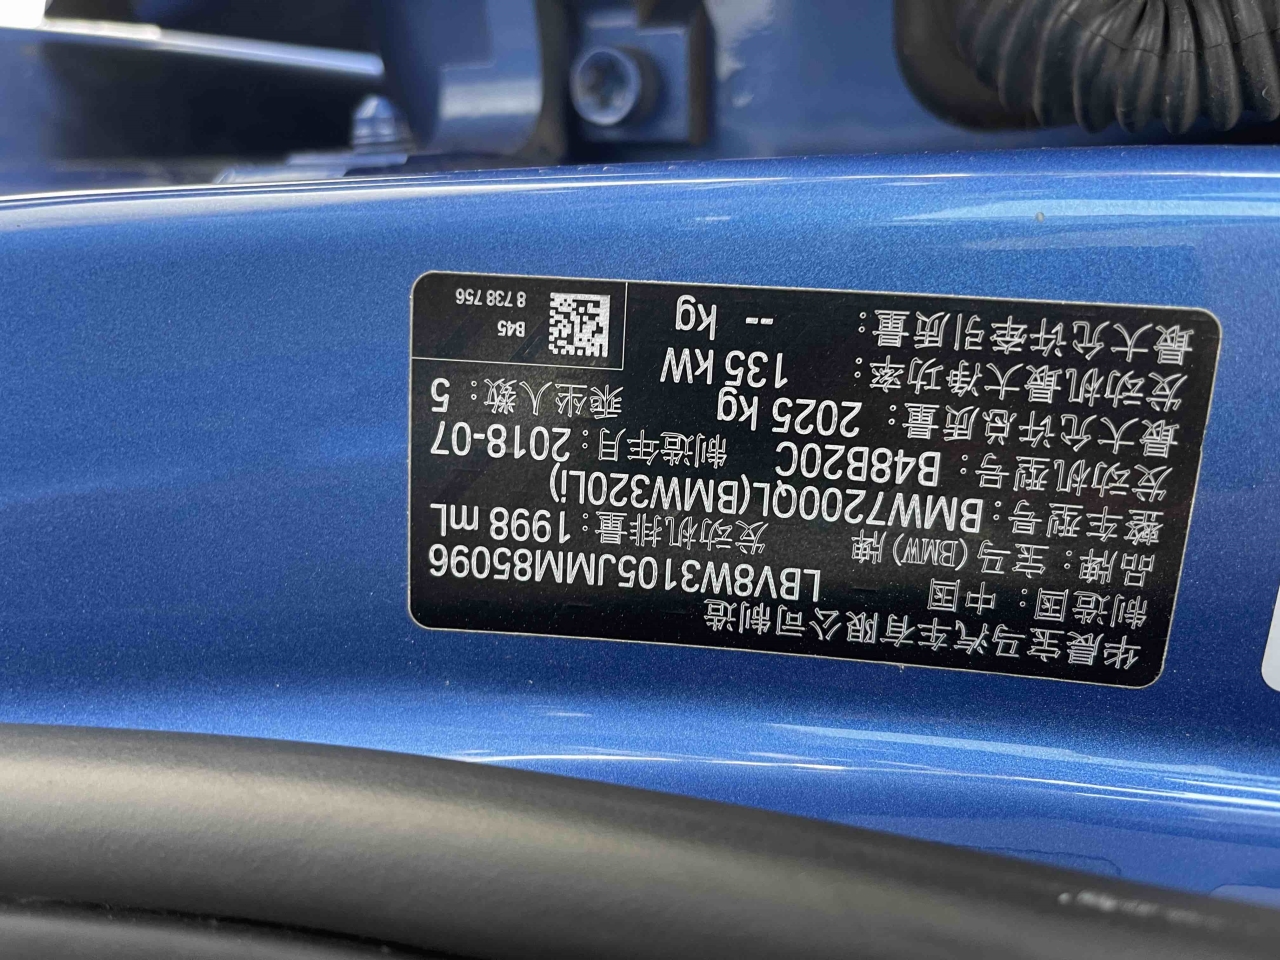 华晨宝马汽车有限公司制造
制造国：中国 LBV8W3105JMM85096
品牌：宝马(BMW)牌 发动机排量：1998 mL
整车型号：BMW7200QL(BMW320Li)
发动机型号：B48B20C 制造年月：2018-07
最大允许总质量：2025 kg 乘坐人数：5
发动机最大净功率：135 kW
最大允许牵引质量：-- kg
B45
8 738 756